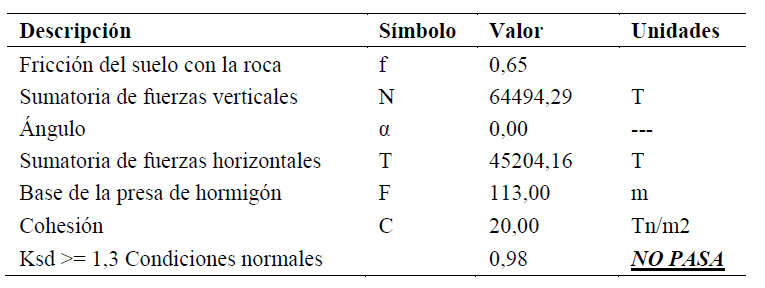 Descripción Símbolo Valor Unidades
Fricción del suelo con la roca f 0,65
Sumatoria de fuerzas verticales N 64494,29 T
Ángulo α 0,00 ---
Sumatoria de fuerzas horizontales T 45204,16 T
Base de la presa de hormigón F 113,00 m
Cohesión C 20,00 Tn/m2
Ksd >= 1,3 Condiciones normales 0,98 NO PASA